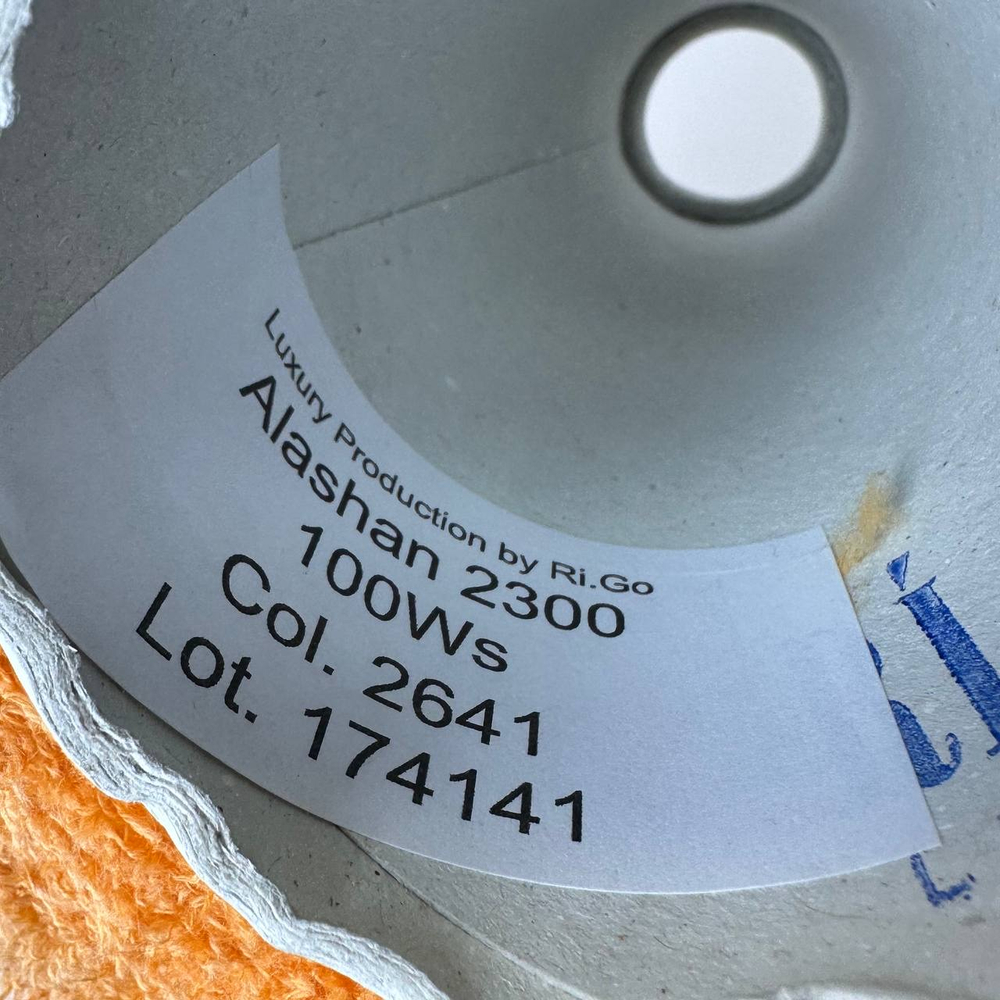 Luxury Production by Ri.Go
Alashan 2300
100Ws
Col. 2641
Lot. 174141